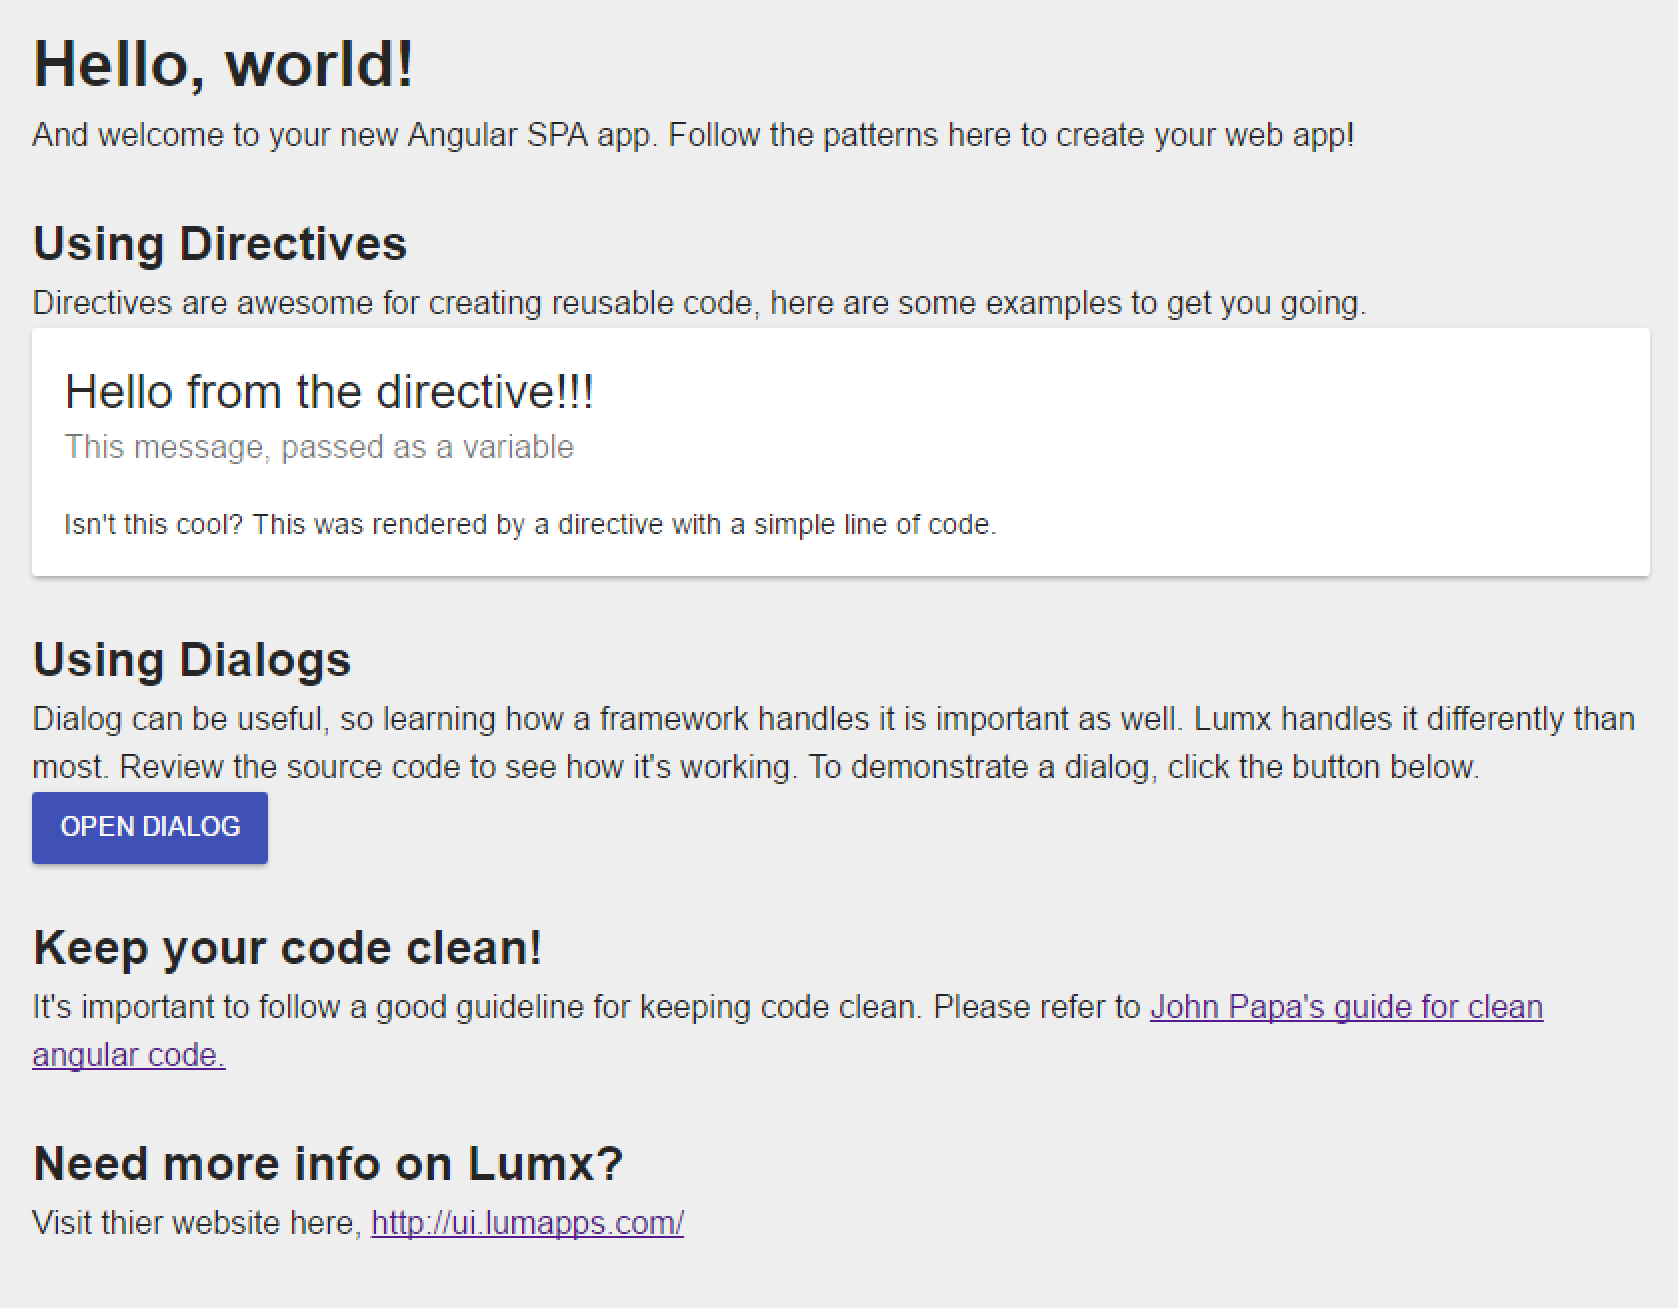 Hello, world!
And welcome to your new Angular SPA app. Follow the patterns here to create your web app!
Using Directives
Directives are awesome for creating reusable code, here are some examples to get you going.
Hello from the directive!!!
This message, passed as a variable
Isn't this cool? This was rendered by a directive with a simple line of code.
Using Dialogs
Dialog can be useful, so learning how a framework handles it is important as well. Lumx handles it differently than
most. Review the source code to see how it's working. To demonstrate a dialog, click the button below.
OPEN DIALOG
Keep your code clean!
It's important to follow a good guideline for keeping code clean. Please refer to John Papa's guide for clean
angular code.
Need more info on Lumx?
Visit thier website here, http://ui.lumapps.com/